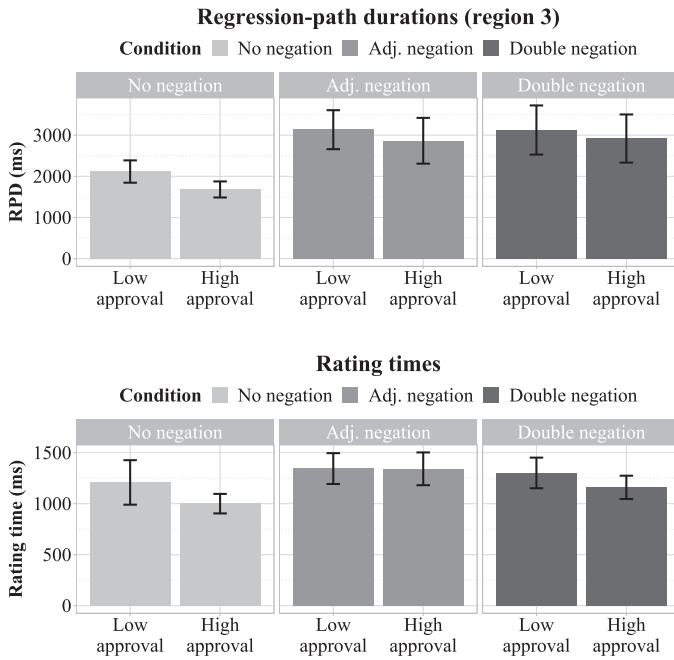 Regression-path durations (region 3)
Condition No negation Adj. negation Double negation
No negation Adj. negation Double negation
RPD (ms)
3000
2000
1000
0
Low approval High approval Low approval High approval Low approval High approval
Rating times
Condition No negation Adj. negation Double negation
No negation Adj. negation Double negation
Rating time (ms)
1500
1000
500
0
Low approval High approval Low approval High approval Low approval High approval